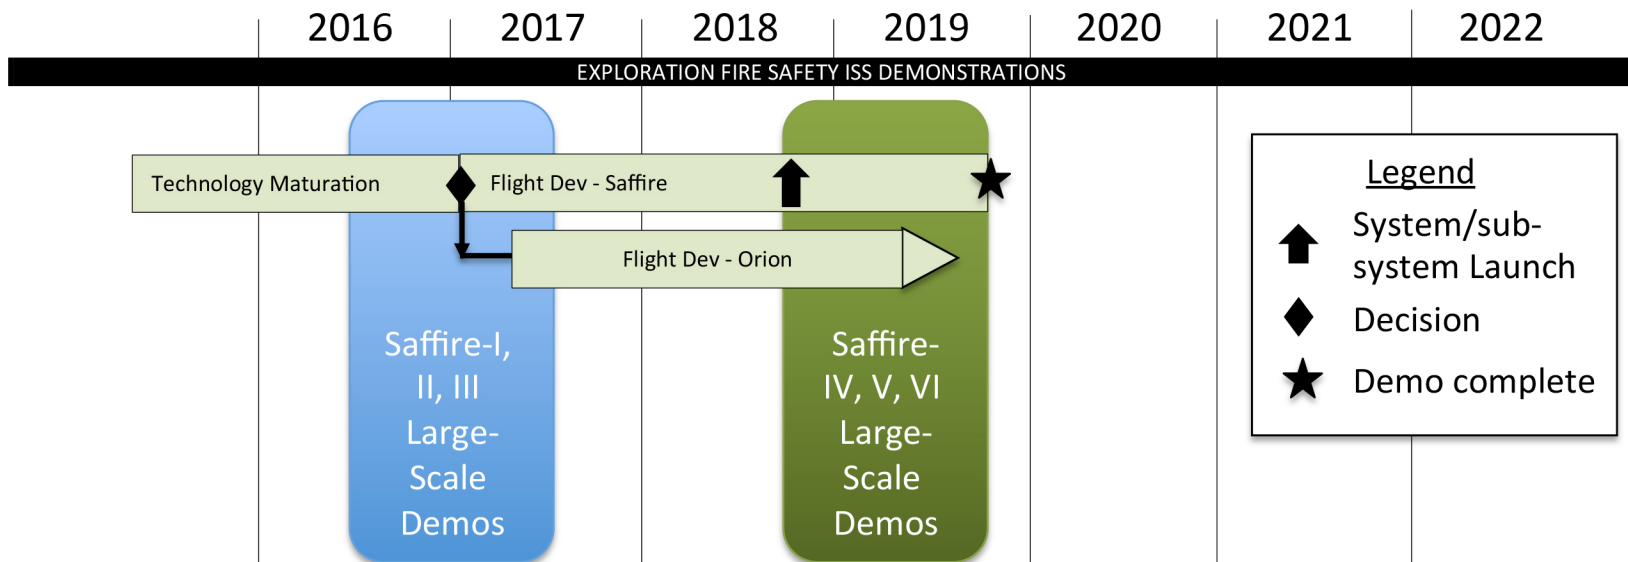 2016 2017 2018 2019 2020 2021 2022
EXPLORATION FIRE SAFETY ISS DEMONSTRATIONS
Technology Maturation
Flight Dev - Saffire
Flight Dev - Orion
Saffire-I,
II, III
Large-
Scale
Demos
Saffire-
IV, V, VI
Large-
Scale
Demos
Legend
System/sub-
system Launch
Decision
Demo complete